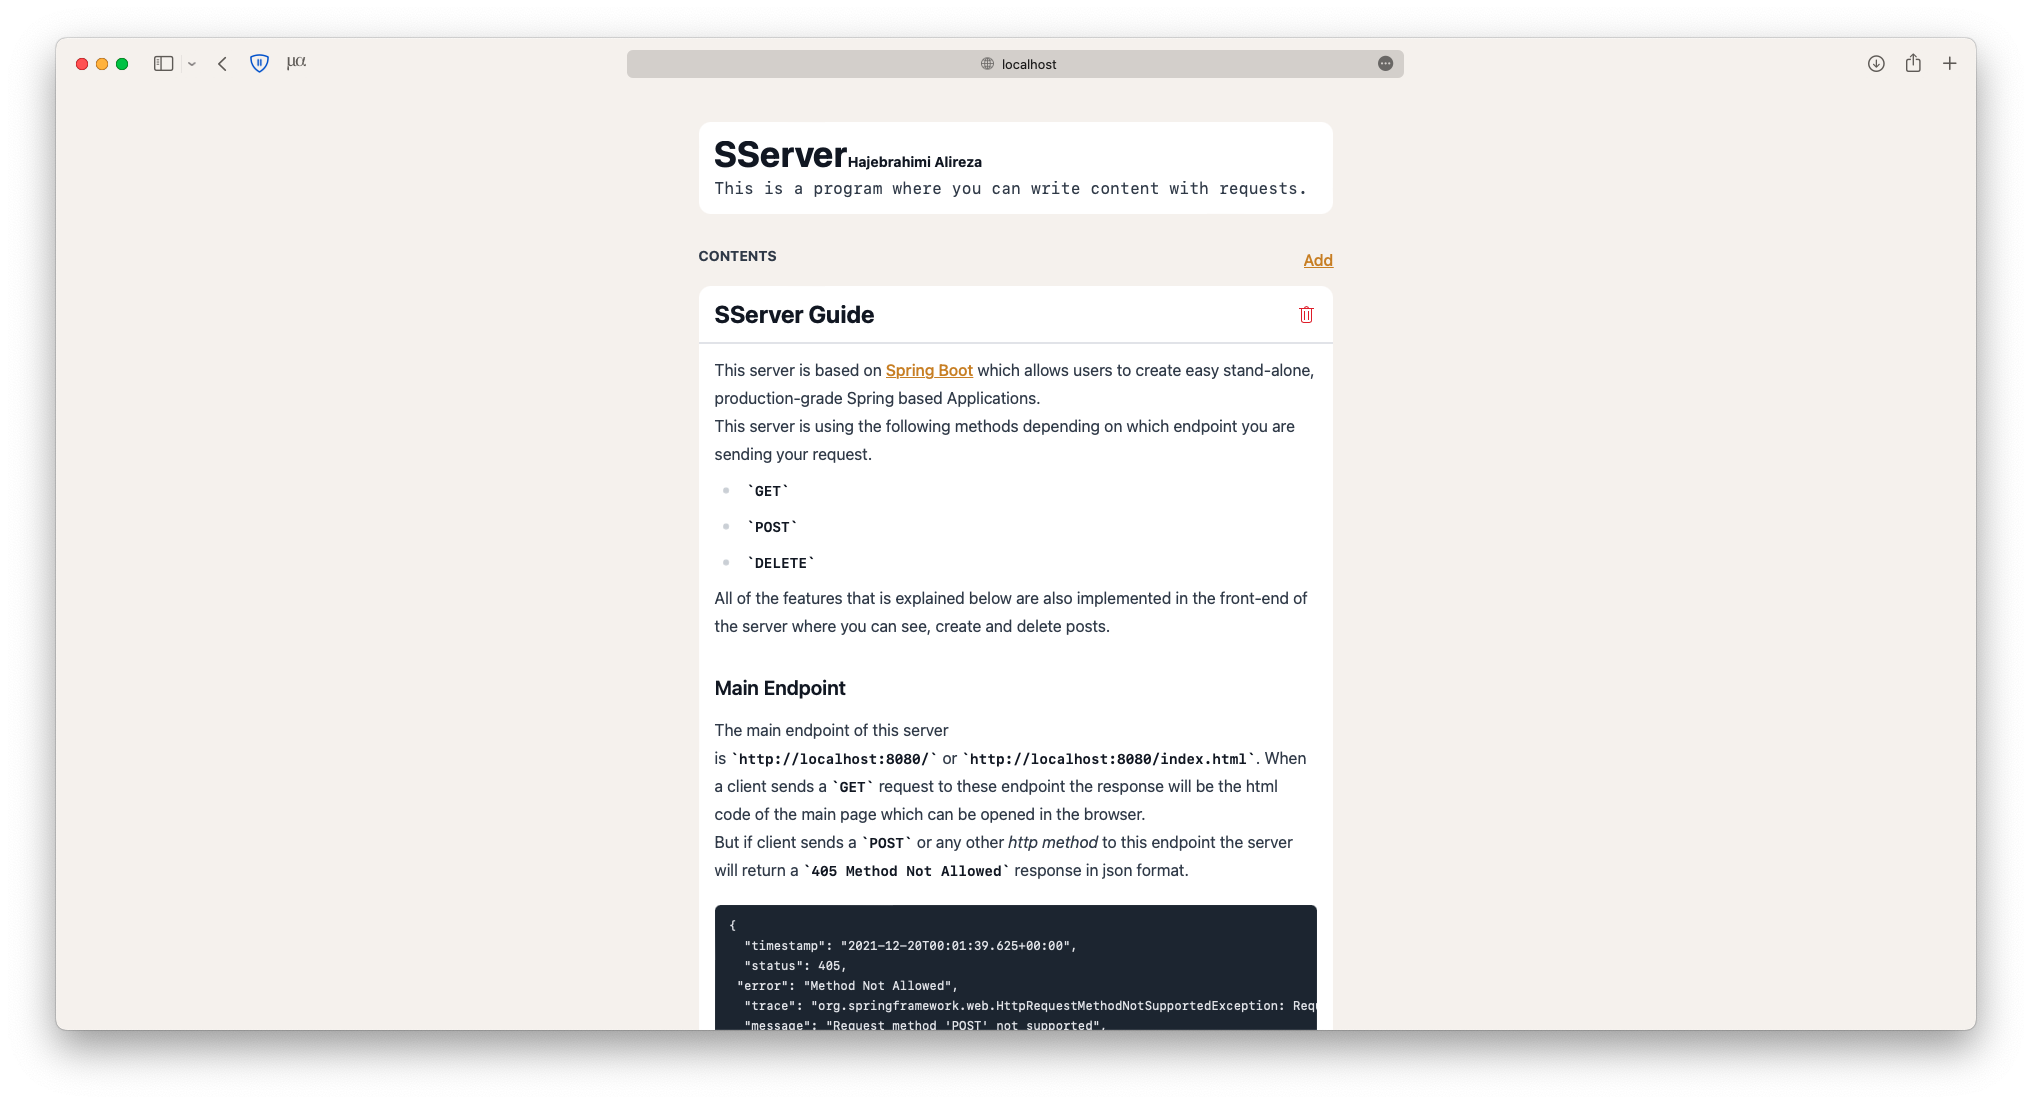 µα
localhost
SServer Hajebrahimi Alireza
This is a program where you can write content with requests.
CONTENTS
Add
SServer Guide
This server is based on Spring Boot which allows users to create easy stand-alone,
production-grade Spring based Applications.
This server is using the following methods depending on which endpoint you are
sending your request.
`GET`
`POST`
`DELETE`
All of the features that is explained below are also implemented in the front-end of
the server where you can see, create and delete posts.
Main Endpoint
The main endpoint of this server
is `http://localhost:8080/` or `http://localhost:8080/index.html`. When
a client sends a `GET` request to these endpoint the response will be the html
code of the main page which can be opened in the browser.
But if client sends a `POST` or any other http method to this endpoint the server
will return a `405 Method Not Allowed` response in json format.
{
"timestamp": "2021-12-20T00:01:39.625+00:00",
"status": 405,
"error": "Method Not Allowed",
"trace": "org.springframework.web.HttpRequestMethodNotSupportedException:
"message": "Request method 'POST' not supported",